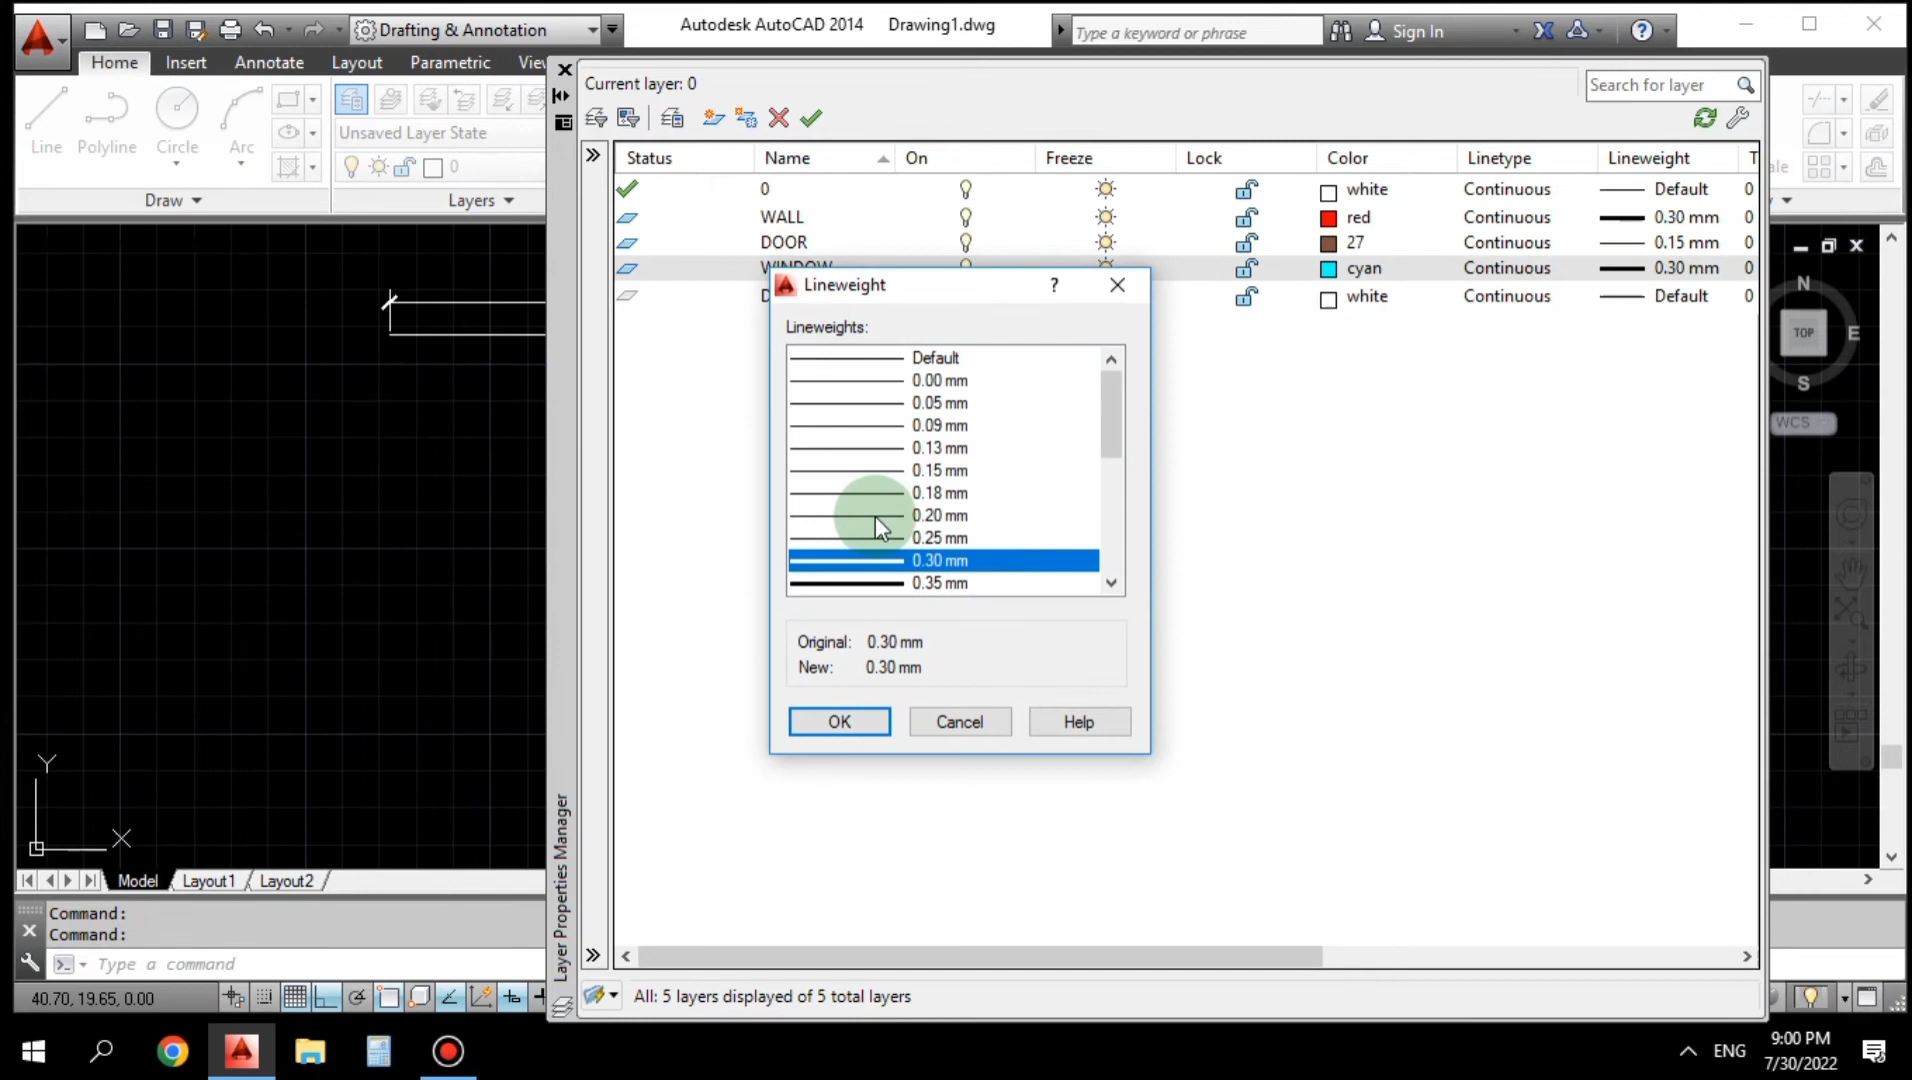 Drafting & Annotation
Autodesk AutoCAD 2014 Drawing1.dwg
Type a keyword or phrase
Sign In
Home Insert Annotate Layout Parametric
Line Polyline Circle Arc
Unsaved Layer State
0
Draw Layers
Current layer: 0
Search for layer
Status Name On Freeze Lock Color Linetype Lineweight T
0 white Continuous Default 0
WALL red Continuous 0.30 mm 0
DOOR 27 Continuous 0.15 mm 0
WINDOW cyan Continuous 0.30 mm 0
D white Continuous Default 0
Lineweight ?
Lineweights:
Default
0.00 mm
0.05 mm
0.09 mm
0.13 mm
0.15 mm
0.18 mm
0.20 mm
0.25 mm
0.30 mm
0.35 mm
Original: 0.30 mm
New: 0.30 mm
OK Cancel Help
N
TOP E
S
WCS
Y
X
Model Layout1 Layout2
Command:
Command:
Type a command
40.70, 19.65, 0.00
Layer Properties Manager
All: 5 layers displayed of 5 total layers
ENG
9:00 PM
7/30/2022